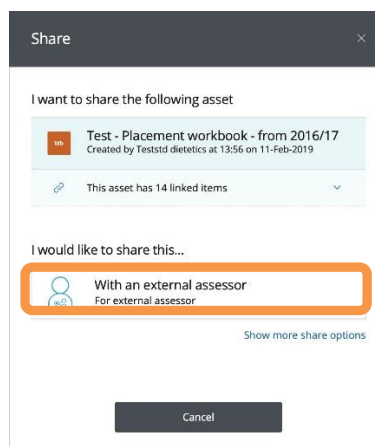 Share
I want to share the following asset
Wb
Test - Placement workbook - from 2016/17
Created by Teststd dietetics at 13:56 on 11-Feb-2019
This asset has 14 linked items
I would like to share this...
With an external assessor
For external assessor
Show more share options
Cancel